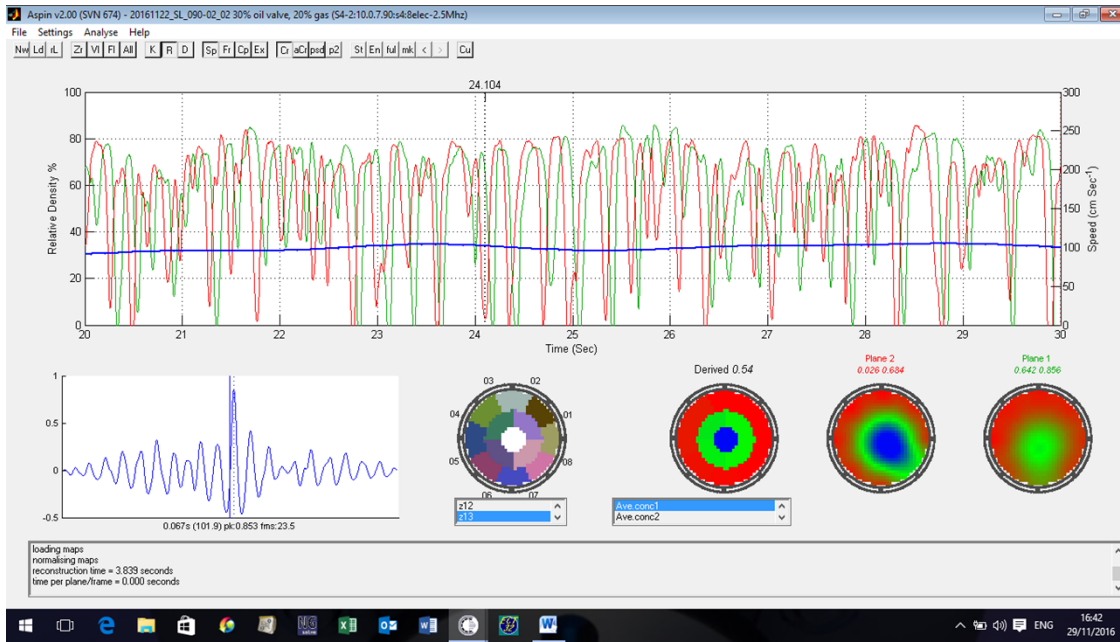 Aspin v2.00 (SVN 674) - 20161122_SL_090-02_02 30% oil valve, 20% gas (S4-2:10.0.7.90:s4:8elec-2.5Mhz)
File Settings Analyse Help
Nw Ld rL Zr Vl Fl All K R D Sp Fr Cp Ex Cr aCr psd p2 St En ful mk < > Cu
24.104
100 300
80 250
60 200
40 150
20 100
0 50
0
Relative Density %
Speed (cm Sec-1)
20 21 22 23 24 25 26 27 28 29 30
Time (Sec)
1
0.5
0
-0.5
0.067s (101.9) pk:0.853 fms:23.5
03 02
04 01
05 08
06 07
z12
z13
Derived 0.54
Ave.conc1
Ave.conc2
Plane 2
0.026 0.684
Plane 1
0.642 0.856
loading maps
normalising maps
reconstruction time = 3.839 seconds
time per plane/frame = 0.000 seconds
ENG
16:42
29/11/2016